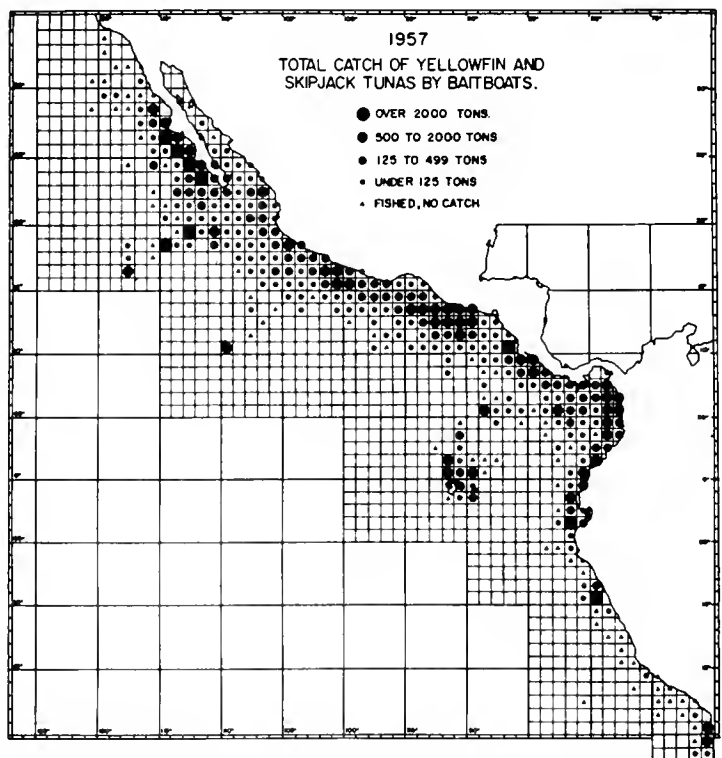 1957
TOTAL CATCH OF YELLOWFIN AND
SKIPJACK TUNAS BY BAITBOATS.
OVER 2000 TONS.
500 TO 2000 TONS
125 TO 499 TONS
UNDER 125 TONS
FISHED, NO CATCH